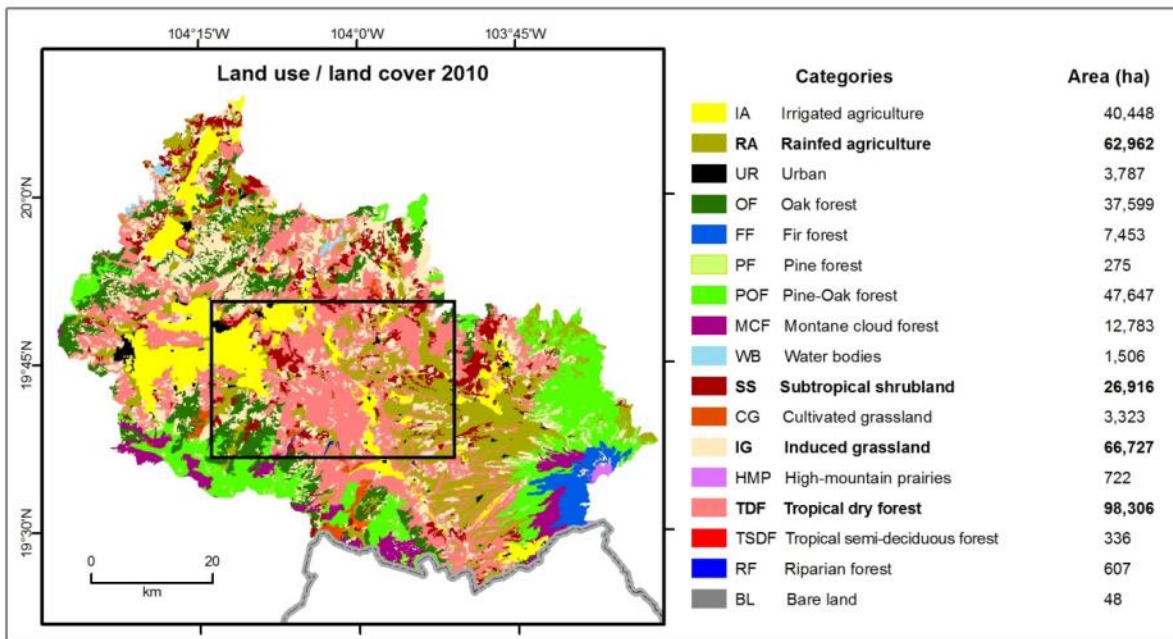 104°15'W 104°0'W 103°45'W
Land use / land cover 2010
20°0'N
19°45'N
19°30'N
0 20
km
Categories Area (ha)
IA Irrigated agriculture 40,448
RA Rainfed agriculture 62,962
UR Urban 3,787
OF Oak forest 37,599
FF Fir forest 7,453
PF Pine forest 275
POF Pine-Oak forest 47,647
MCF Montane cloud forest 12,783
WB Water bodies 1,506
SS Subtropical shrubland 26,916
CG Cultivated grassland 3,323
IG Induced grassland 66,727
HMP High-mountain prairies 722
TDF Tropical dry forest 98,306
TSDF Tropical semi-deciduous forest 336
RF Riparian forest 607
BL Bare land 48